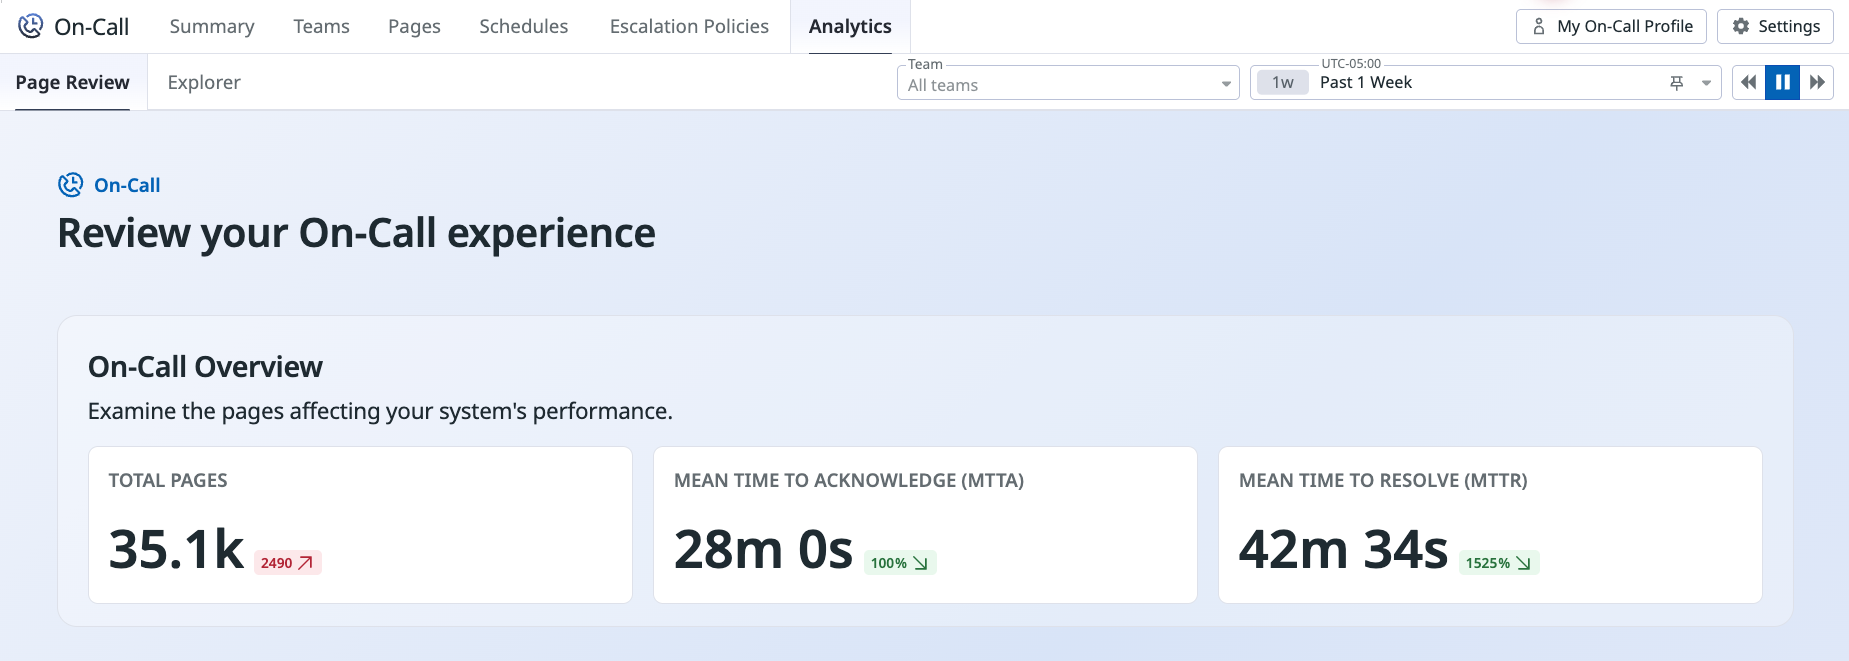 On-Call Summary Teams Pages Schedules Escalation Policies Analytics My On-Call Profile Settings
Page Review Explorer Team All teams 1w UTC-05:00 Past 1 Week
On-Call
Review your On-Call experience
On-Call Overview
Examine the pages affecting your system's performance.
TOTAL PAGES
35.1k 2490
MEAN TIME TO ACKNOWLEDGE (MTTA)
28m 0s 100%
MEAN TIME TO RESOLVE (MTTR)
42m 34s 1525%